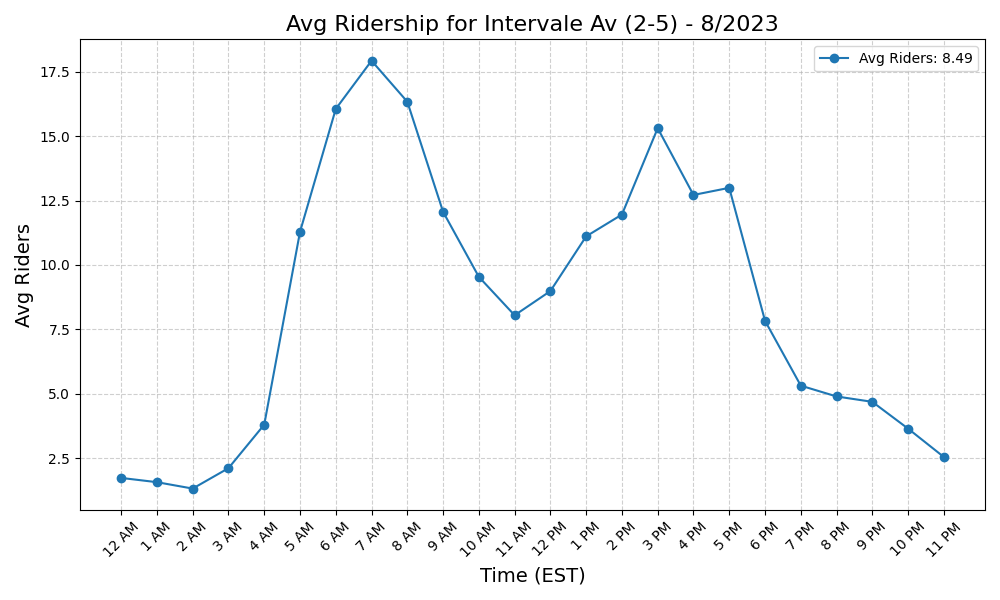 Avg Ridership for Intervale Av (2-5) - 8/2023
Avg Riders: 8.49
Avg Riders
17.5
15.0
12.5
10.0
7.5
5.0
2.5
12 AM
1 AM
2 AM
3 AM
4 AM
5 AM
6 AM
7 AM
8 AM
9 AM
10 AM
11 AM
12 PM
1 PM
2 PM
3 PM
4 PM
5 PM
6 PM
7 PM
8 PM
9 PM
10 PM
11 PM
Time (EST)